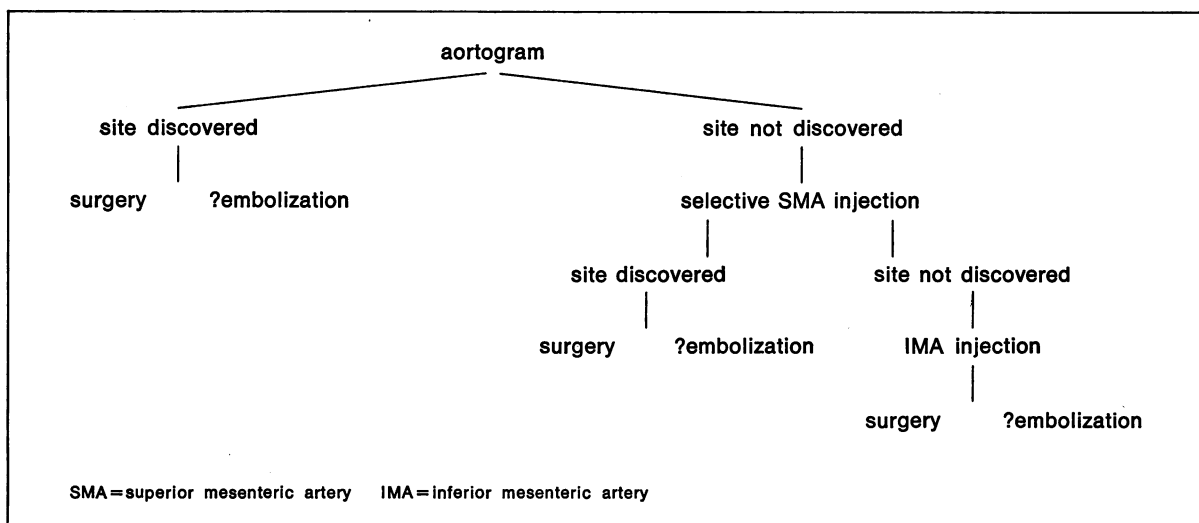 aortogram
site discovered site not discovered
surgery ?embolization selective SMA injection
site discovered site not discovered
surgery ?embolization IMA injection
surgery ?embolization
SMA=superior mesenteric artery IMA=inferior mesenteric artery